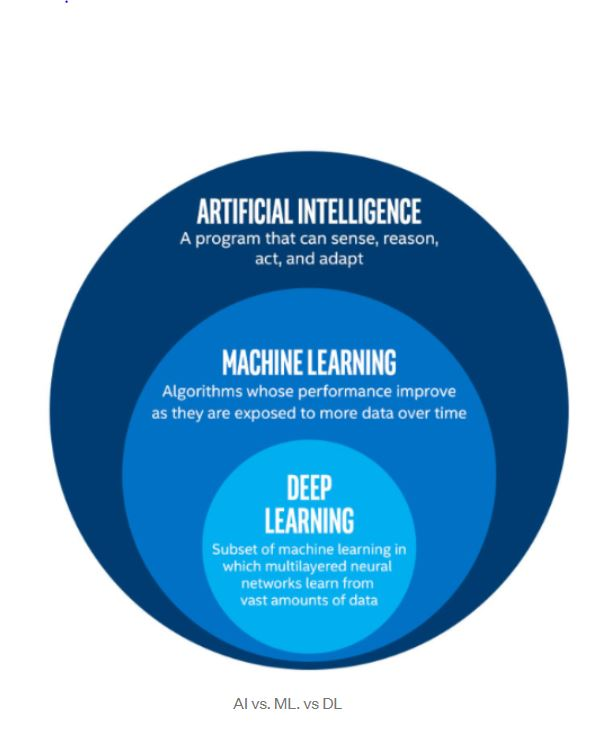 ARTIFICIAL INTELLIGENCE
A program that can sense, reason,
act, and adapt
MACHINE LEARNING
Algorithms whose performance improve
as they are exposed to more data over time
DEEP
LEARNING
Subset of machine learning in
which multilayered neural
networks learn from
vast amounts of data
AI vs. ML. vs DL